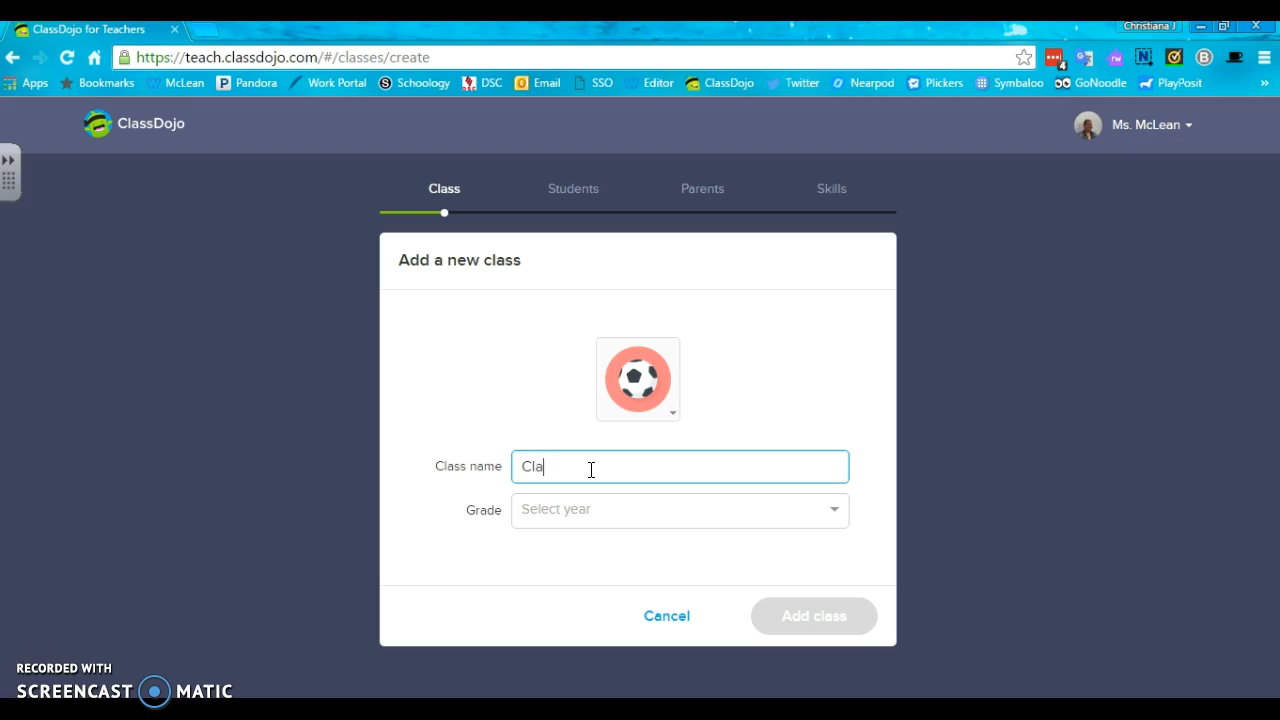 ClassDojo for Teachers
Christiana J
https://teach.classdojo.com/#/classes/create
4
Apps Bookmarks McLean Pandora Work Portal Schoology DSC Email SSO Editor ClassDojo Twitter Nearpod Plickers Symbaloo GoNoodle PlayPosit »
ClassDojo
Ms. McLean
Class Students Parents Skills
Add a new class
Class name Cla
Grade Select year
Cancel Add class
RECORDED WITH
SCREENCAST MATIC